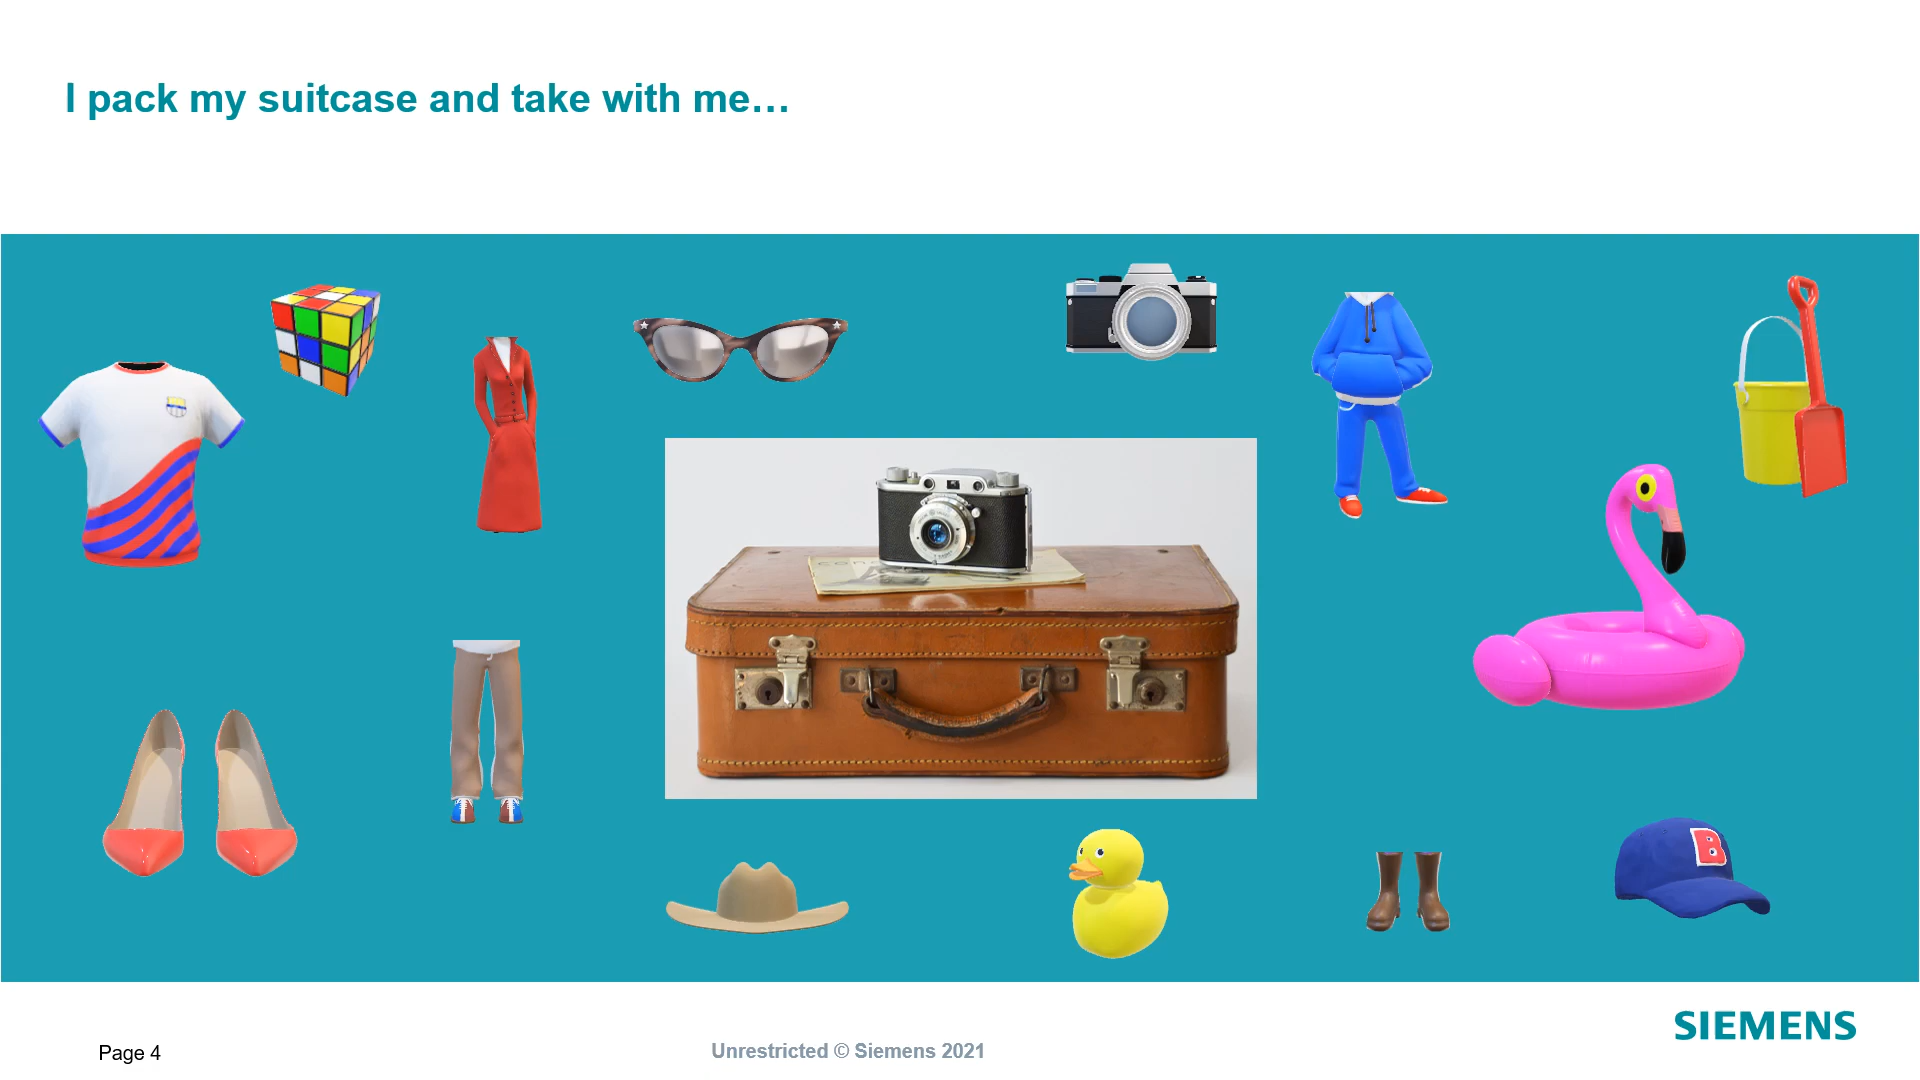 I pack my suitcase and take with me…
B
Page 4
Unrestricted © Siemens 2021
SIEMENS